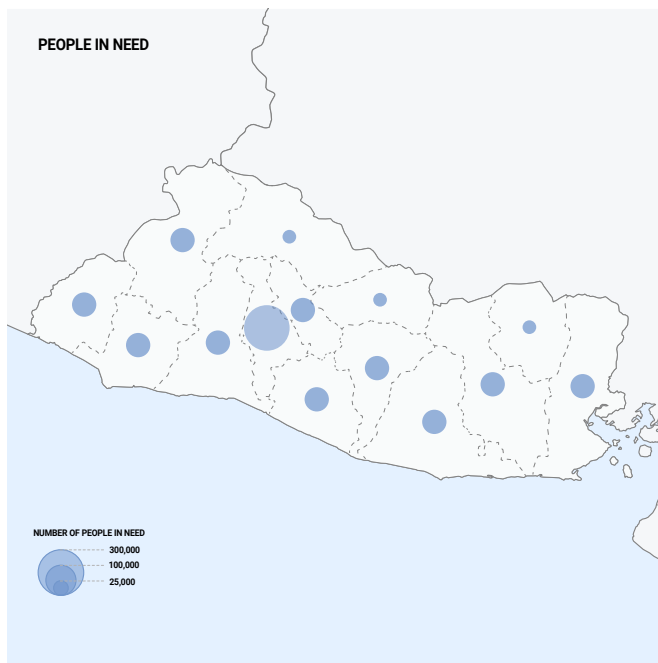 PEOPLE IN NEED
NUMBER OF PEOPLE IN NEED
300,000
100,000
25,000